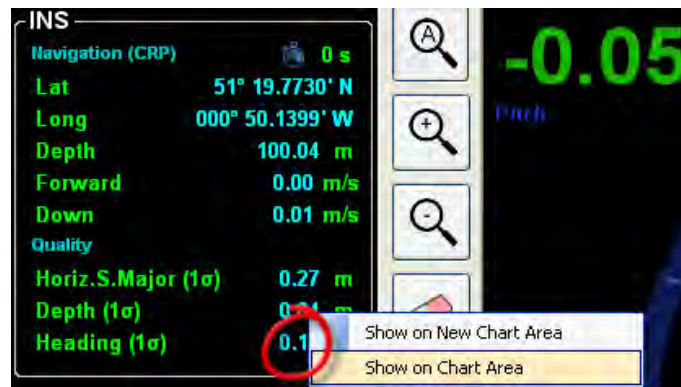 INS
Navigation (CRP) 0 s
Lat 51° 19.7730' N
Long 000° 50.1399' W
Depth 100.04 m
Forward 0.00 m/s
Down 0.01 m/s
Quality
Horiz.S.Major (1σ) 0.27 m
Depth (1σ) m
Heading (1σ) 0.1
A
+
-
-0.05
Pitch
Show on New Chart Area
Show on Chart Area